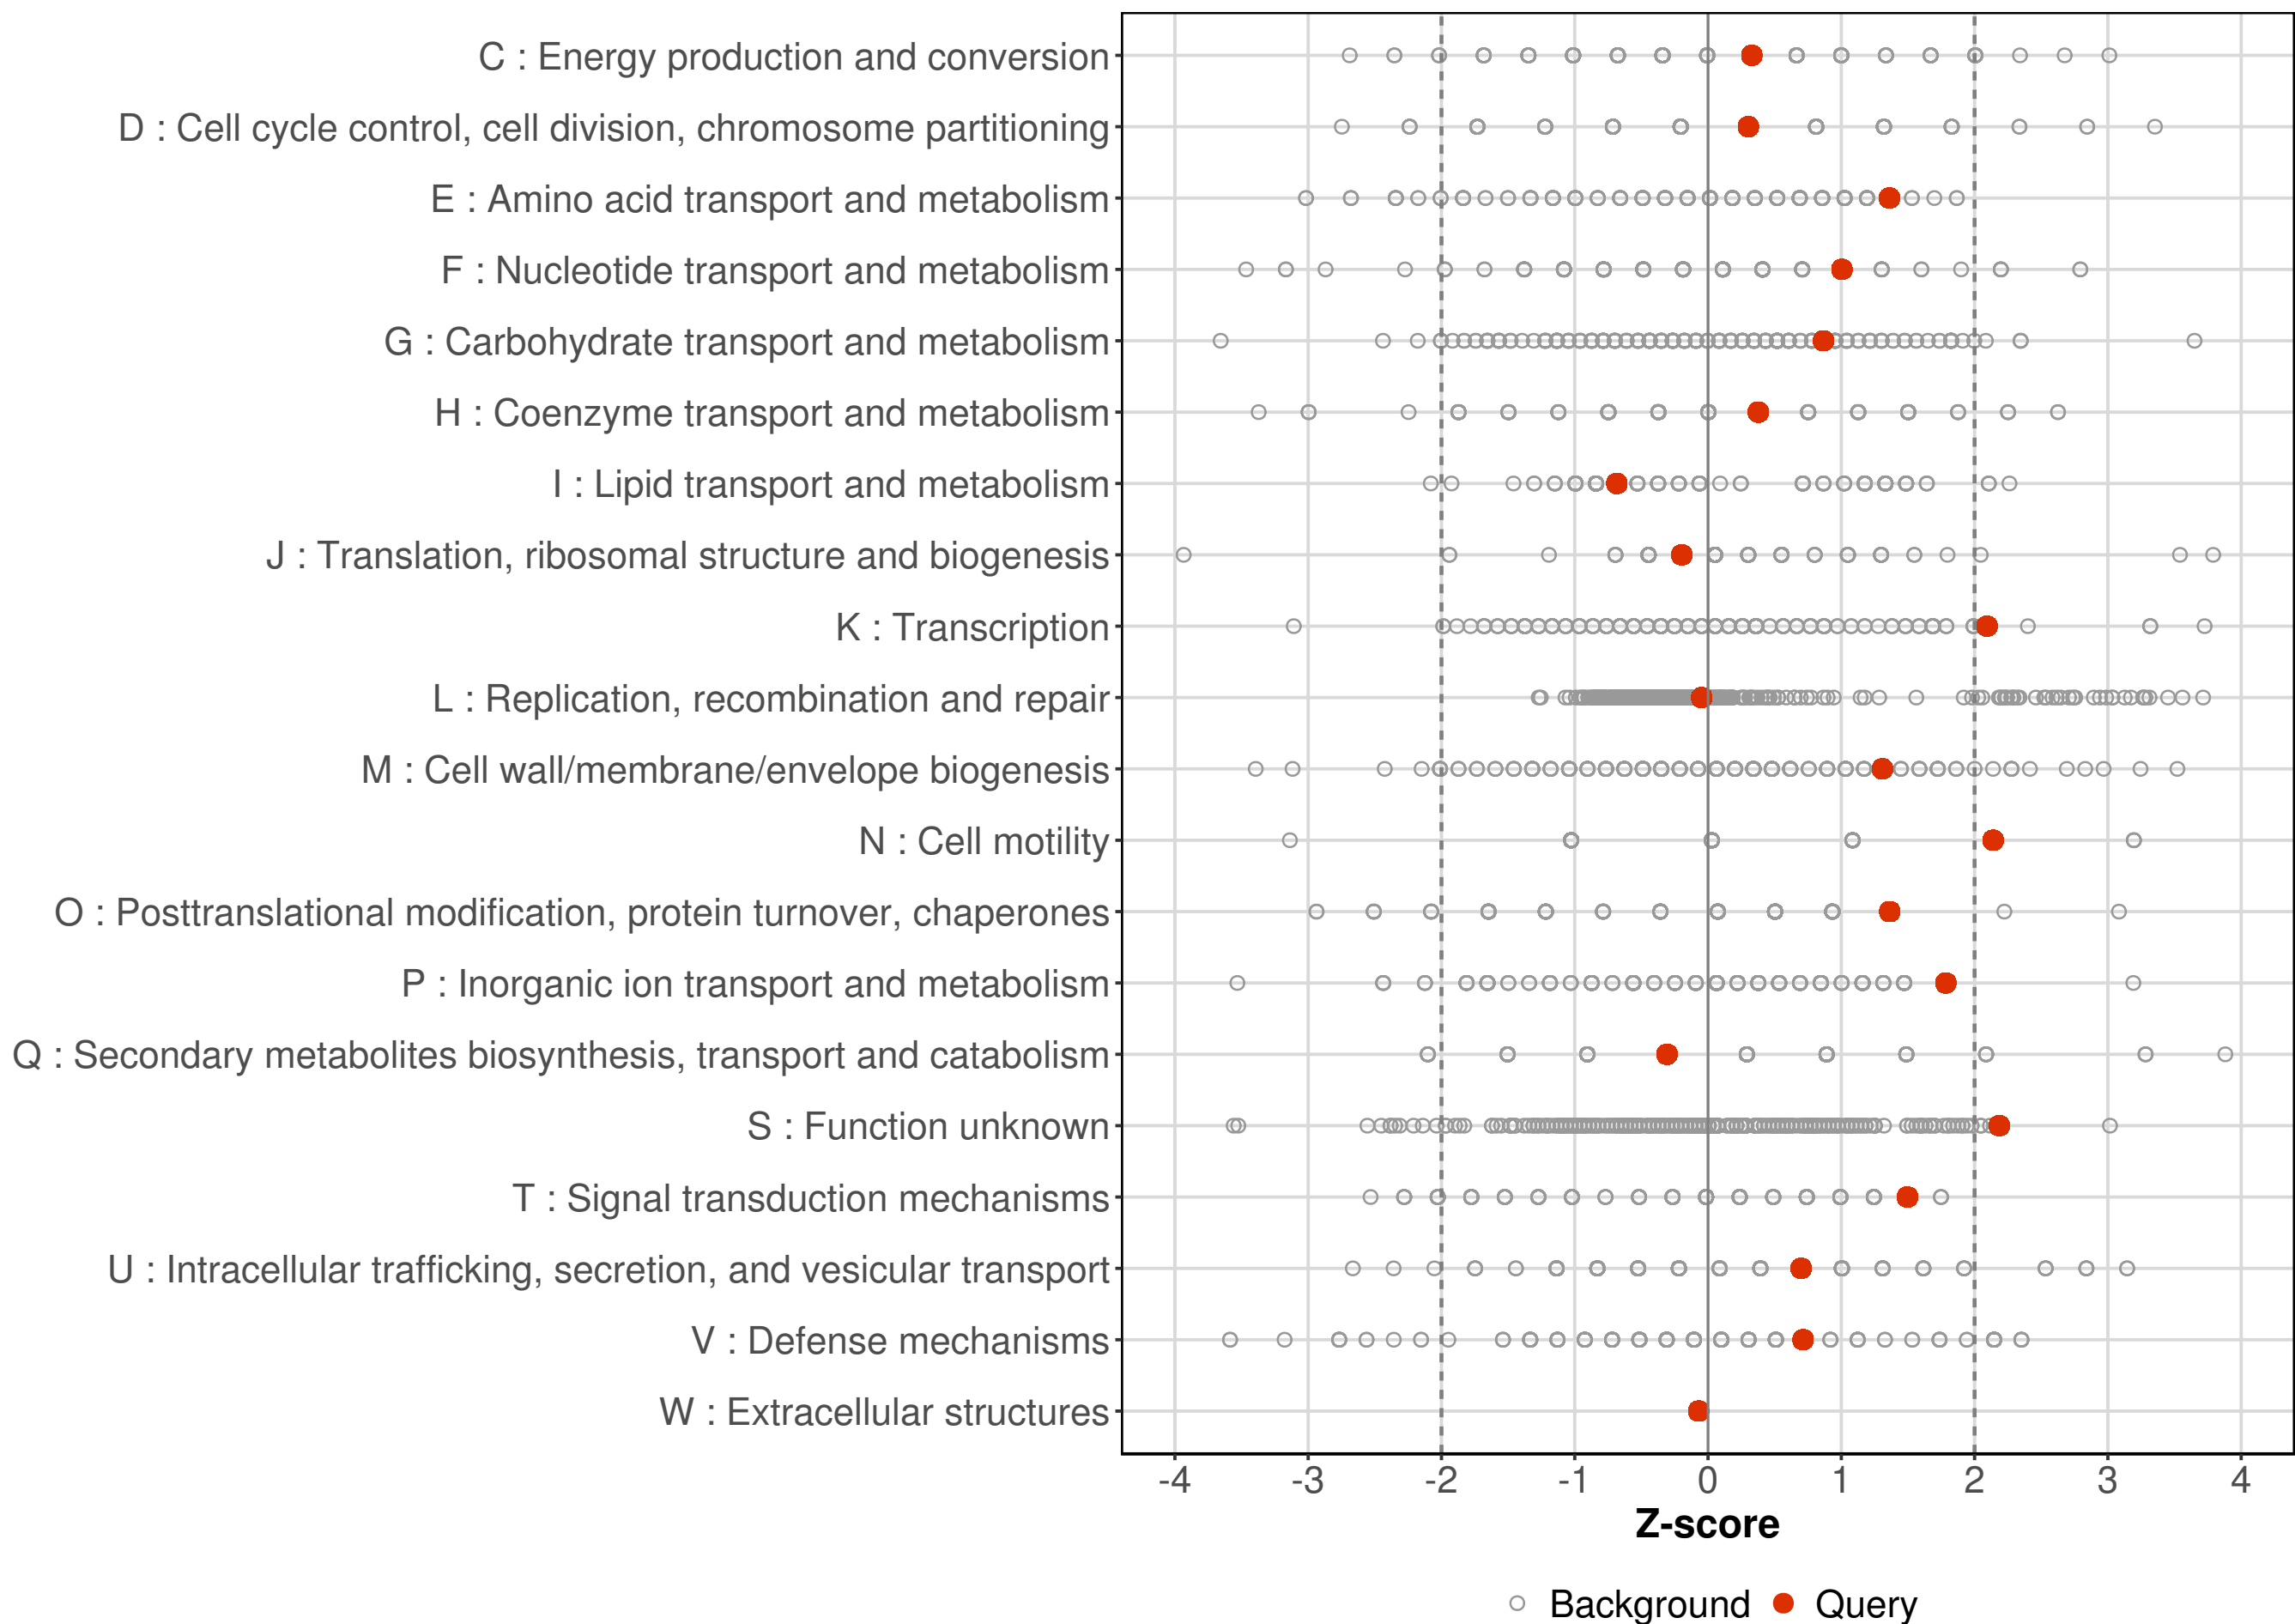 C : Energy production and conversion
D : Cell cycle control, cell division, chromosome partitioning
E : Amino acid transport and metabolism
F : Nucleotide transport and metabolism
G : Carbohydrate transport and metabolism
H : Coenzyme transport and metabolism
I : Lipid transport and metabolism
J : Translation, ribosomal structure and biogenesis
K : Transcription
L : Replication, recombination and repair
M : Cell wall/membrane/envelope biogenesis
N : Cell motility
O : Posttranslational modification, protein turnover, chaperones
P : Inorganic ion transport and metabolism
Q : Secondary metabolites biosynthesis, transport and catabolism
S : Function unknown
T : Signal transduction mechanisms
U : Intracellular trafficking, secretion, and vesicular transport
V : Defense mechanisms
W : Extracellular structures
-4 -3 -2 -1 0 1 2 3 4
Z-score
Background Query